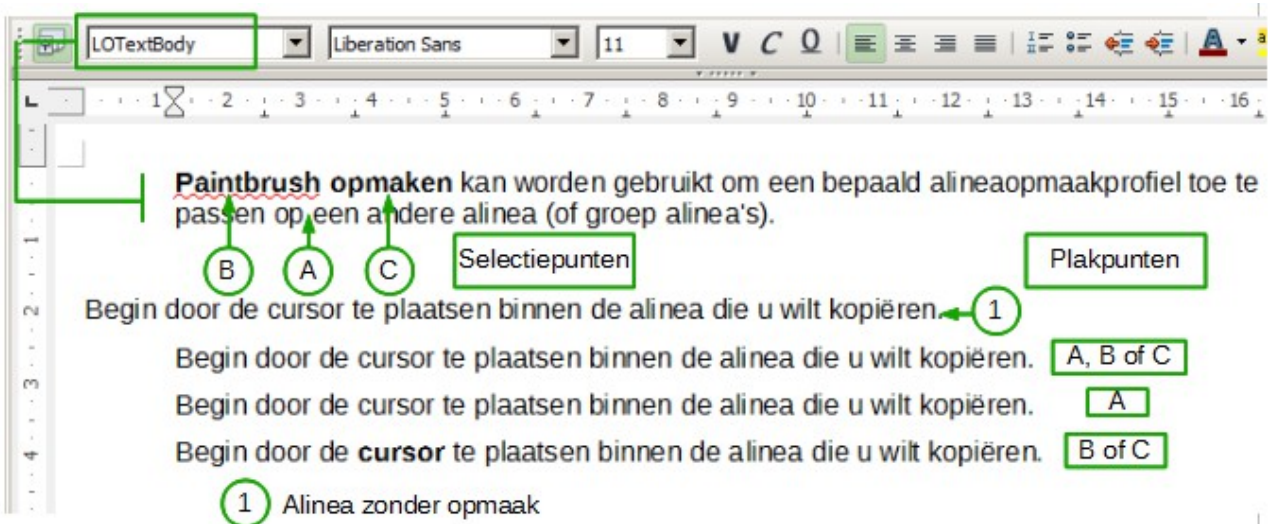 LOTextBody Liberation Sans 11 V C O A a
1 2 3 4 5 6 7 8 9 10 11 12 13 14 15 16
Paintbrush opmaken kan worden gebruikt om een bepaald alineaopmaakprofiel toe te
passen op een andere alinea (of groep alinea's).
B A C Selectiepunten Plakpunten
Begin door de cursor te plaatsen binnen de alinea die u wilt kopiëren. 1
Begin door de cursor te plaatsen binnen de alinea die u wilt kopiëren. A, B of C
Begin door de cursor te plaatsen binnen de alinea die u wilt kopiëren. A
Begin door de cursor te plaatsen binnen de alinea die u wilt kopiëren. B of C
1 Alinea zonder opmaak
1
2
3
4